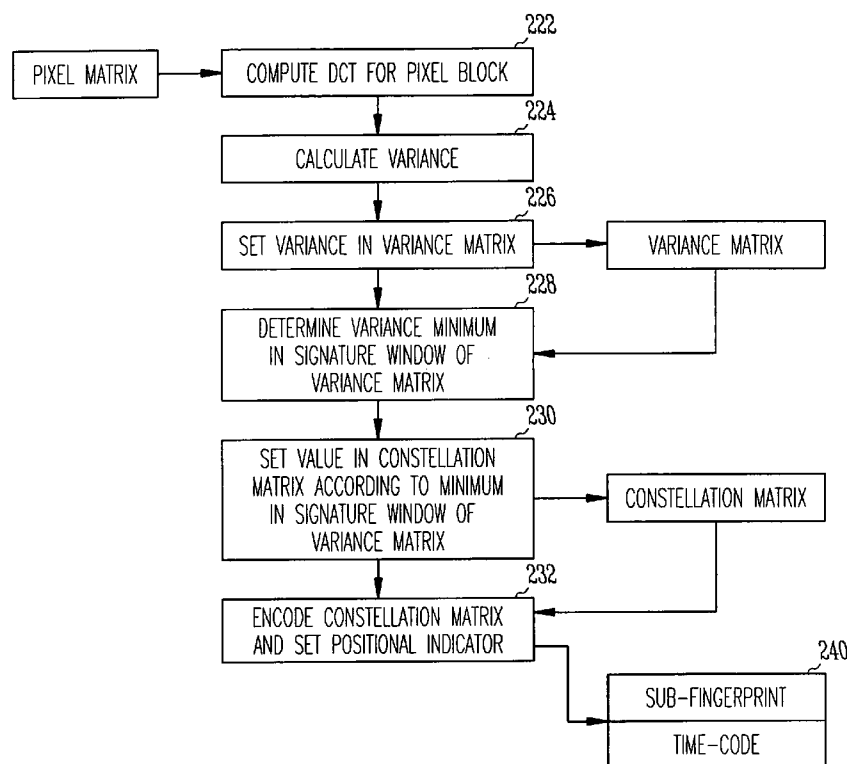 222
PIXEL MATRIX
COMPUTE DCT FOR PIXEL BLOCK
224
CALCULATE VARIANCE
226
SET VARIANCE IN VARIANCE MATRIX
VARIANCE MATRIX
228
DETERMINE VARIANCE MINIMUM
IN SIGNATURE WINDOW OF
VARIANCE MATRIX
230
SET VALUE IN CONSTELLATION
MATRIX ACCORDING TO MINIMUM
IN SIGNATURE WINDOW OF
VARIANCE MATRIX
CONSTELLATION MATRIX
232
ENCODE CONSTELLATION MATRIX
AND SET POSITIONAL INDICATOR
240
SUB-FINGERPRINT
TIME-CODE